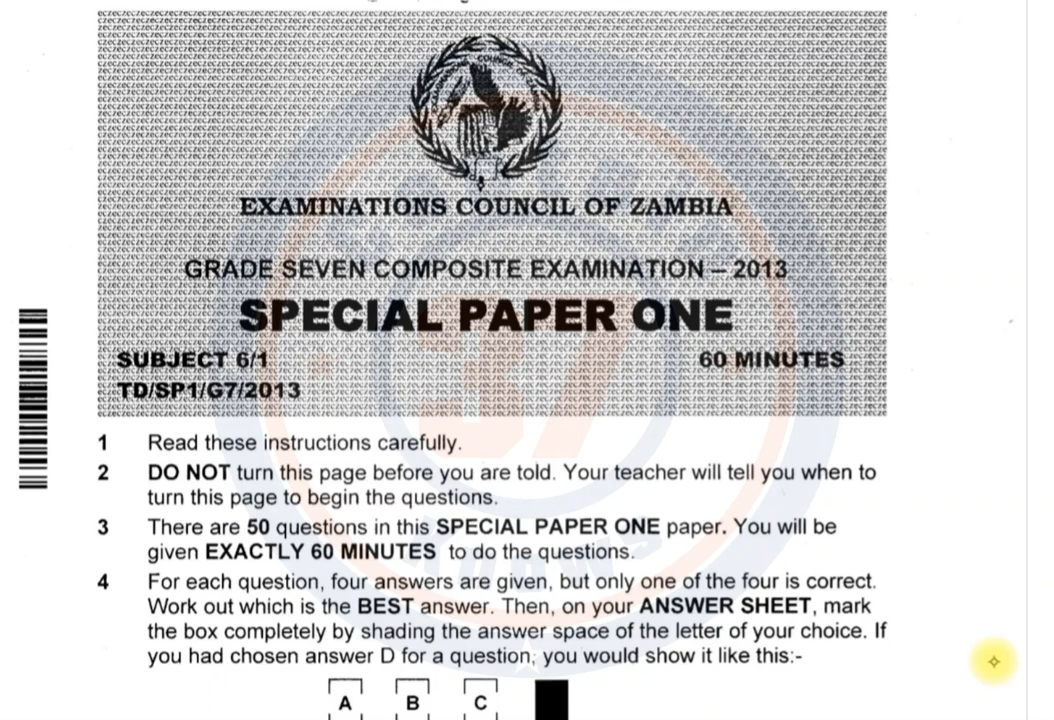 EXAMINATIONS COUNCIL OF ZAMBIA
GRADE SEVEN COMPOSITE EXAMINATION – 2013
SPECIAL PAPER ONE
SUBJECT 6/1
60 MINUTES
TD/SP1/G7/2013
1 Read these instructions carefully.
2 DO NOT turn this page before you are told. Your teacher will tell you when to
turn this page to begin the questions.
3 There are 50 questions in this SPECIAL PAPER ONE paper. You will be
given EXACTLY 60 MINUTES to do the questions.
4 For each question, four answers are given, but only one of the four is correct.
Work out which is the BEST answer. Then, on your ANSWER SHEET, mark
the box completely by shading the answer space of the letter of your choice. If
you had chosen answer D for a question; you would show it like this:-
A B C
37